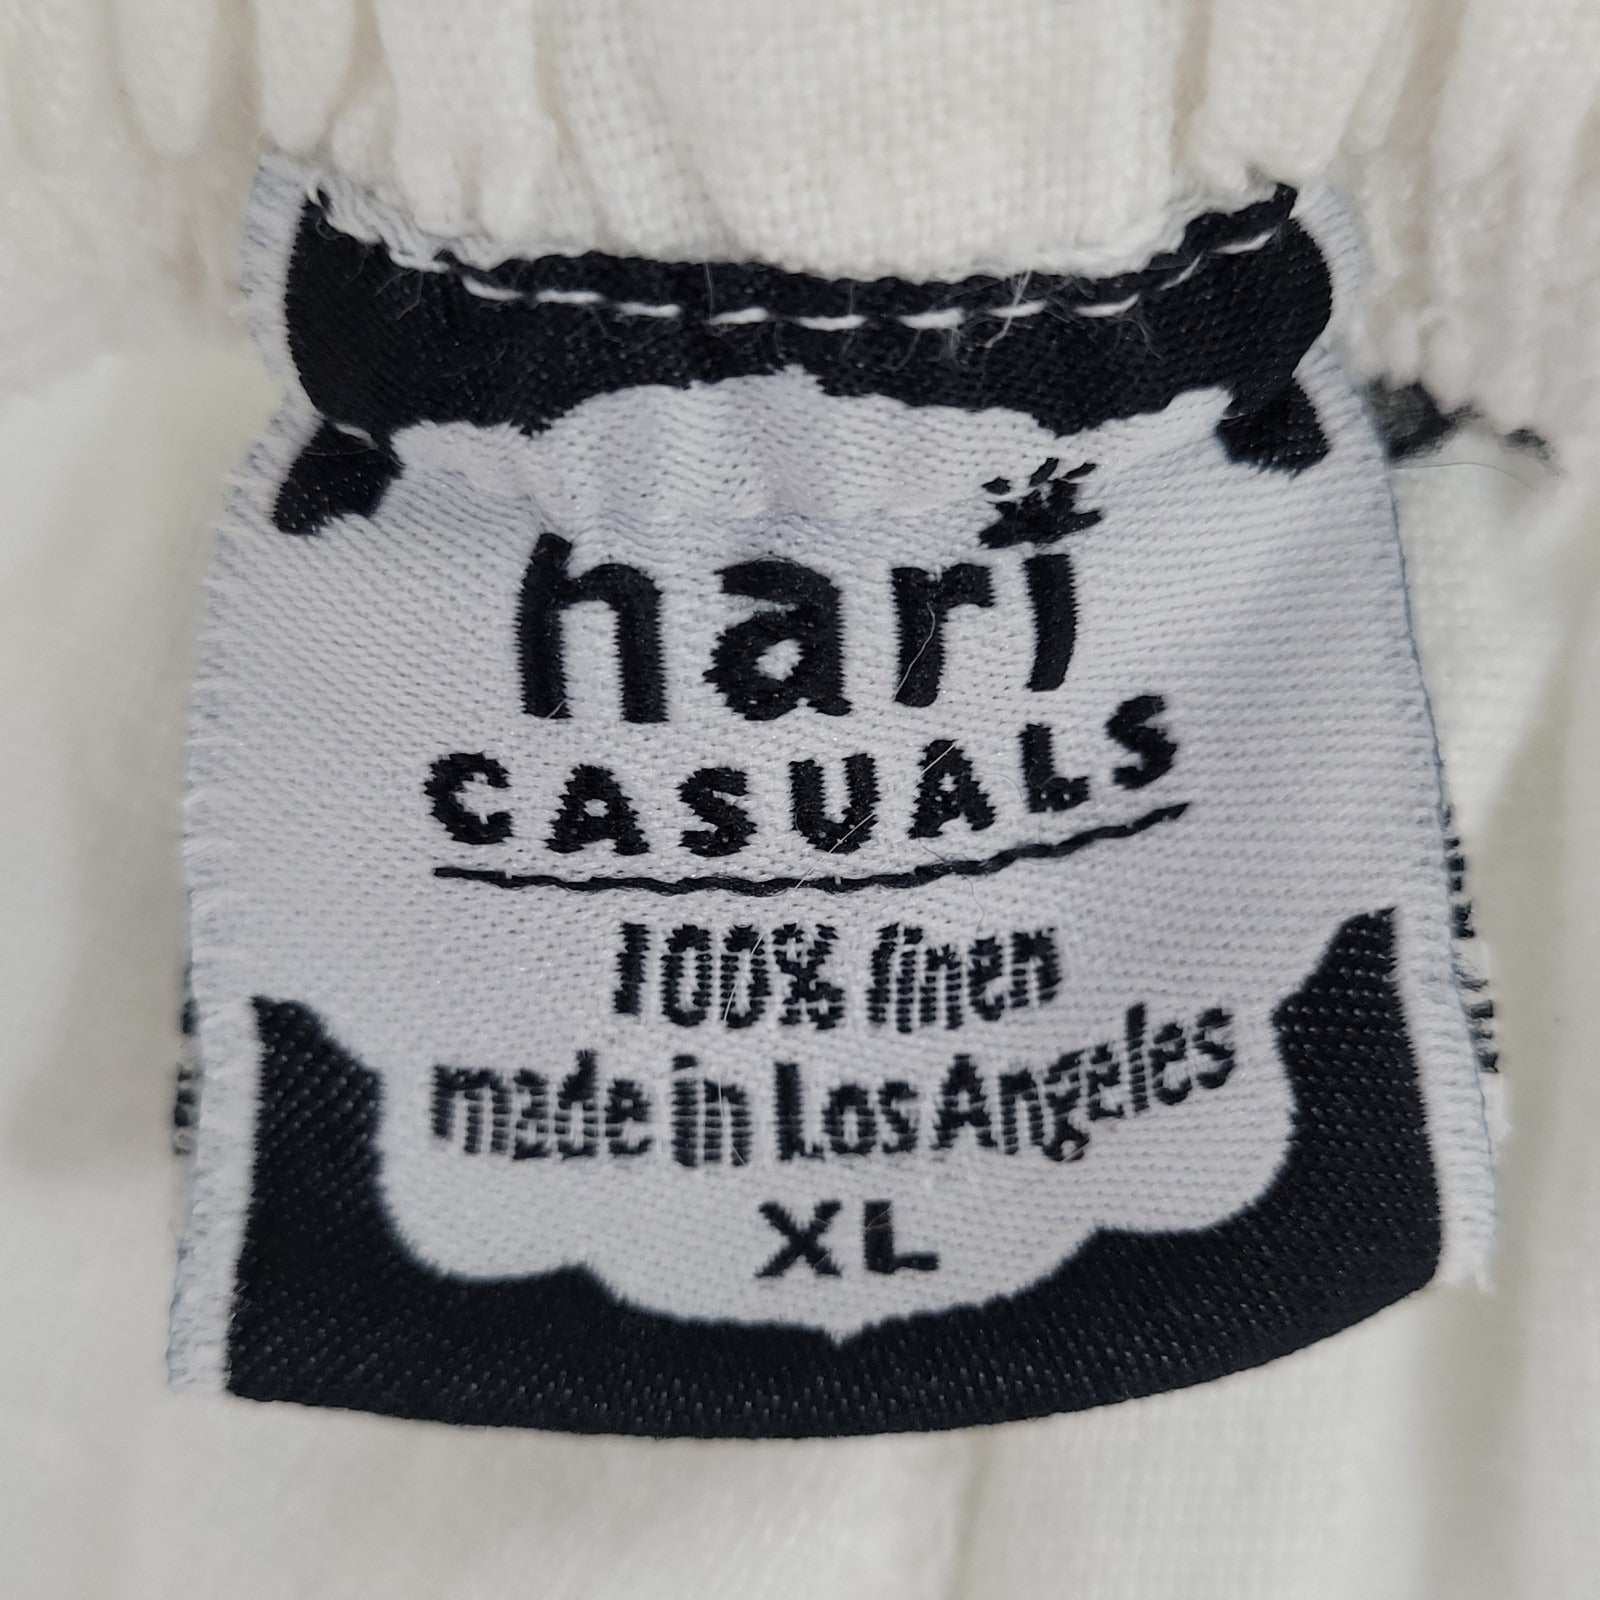 hari
CASUALS
100% linen
made in Los Angeles
XL